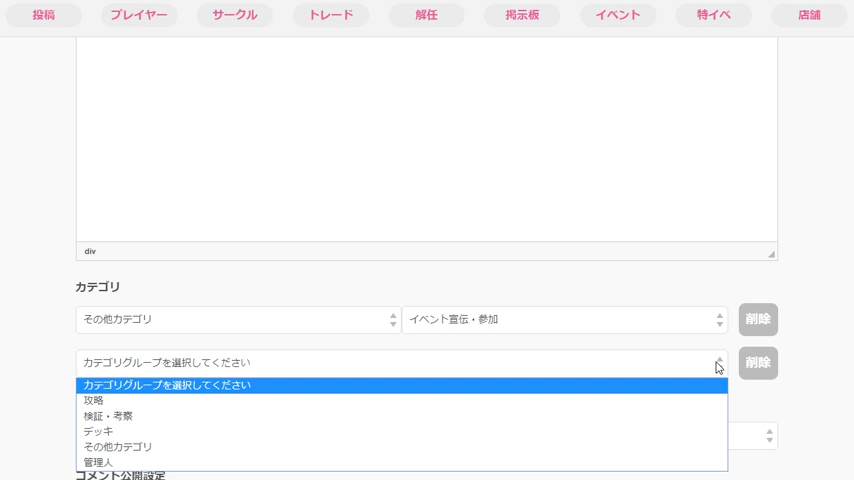 投稿 プレイヤー サークル トレード 解任 掲示板 イベント 特イベ 店舗
div
カテゴリ
その他カテゴリ イベント宣伝・参加 削除
カテゴリグループを選択してください 削除
カテゴリグループを選択してください
攻略
検証・考察
デッキ
その他カテゴリ
管理人
コメント公開設定